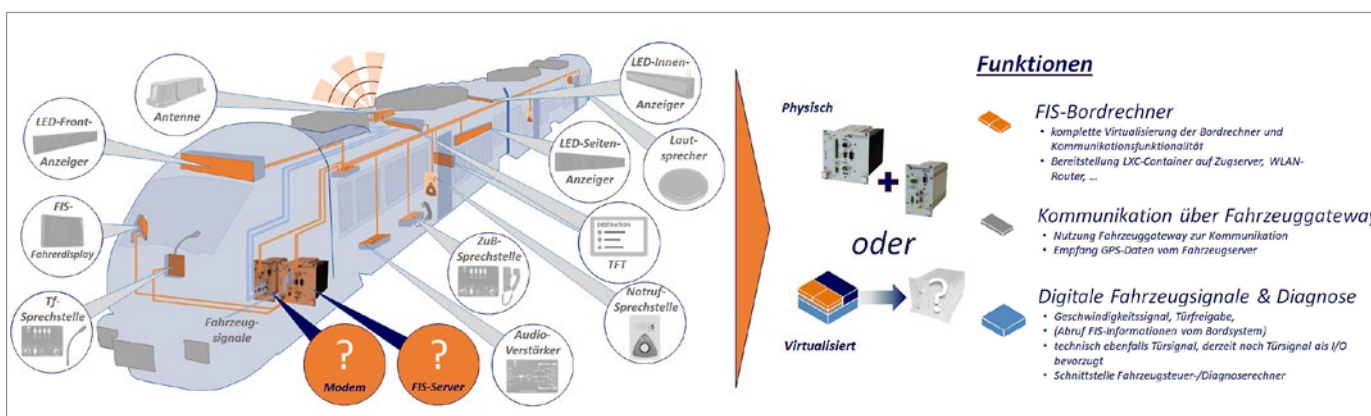 LED-Innen-
Anzeiger
Antenne
LED-Front-
Anzeiger
LED-Seiten-
Anzeiger
Laut-
sprecher
FIS-
Fahrerdisplay
DESTINATION
TFT
ZuB-
Sprechstelle
Tf-
Sprechstelle
Notruf-
Sprechstelle
Fahrzeug-
signale
Audio-
Verstärker
?
Modem
?
FIS-Server
Physisch
+
oder
?
Virtualisiert
Funktionen
FIS-Bordrechner
• komplette Virtualisierung der Bordrechner und
Kommunikationsfunktionalität
• Bereitstellung LXC-Container auf Zugserver, WLAN-
Router, ...
Kommunikation über Fahrzeuggateway
• Nutzung Fahrzeuggateway zur Kommunikation
• Empfang GPS-Daten vom Fahrzeugserver
Digitale Fahrzeugsignale & Diagnose
• Geschwindigkeitssignal, Türfreigabe,
• (Abruf FIS-Informationen vom Bordsystem)
• technisch ebenfalls Türsignal, derzeit noch Türsignal als I/O
bevorzugt
• Schnittstelle Fahrzeugsteuer-/Diagnoserechner